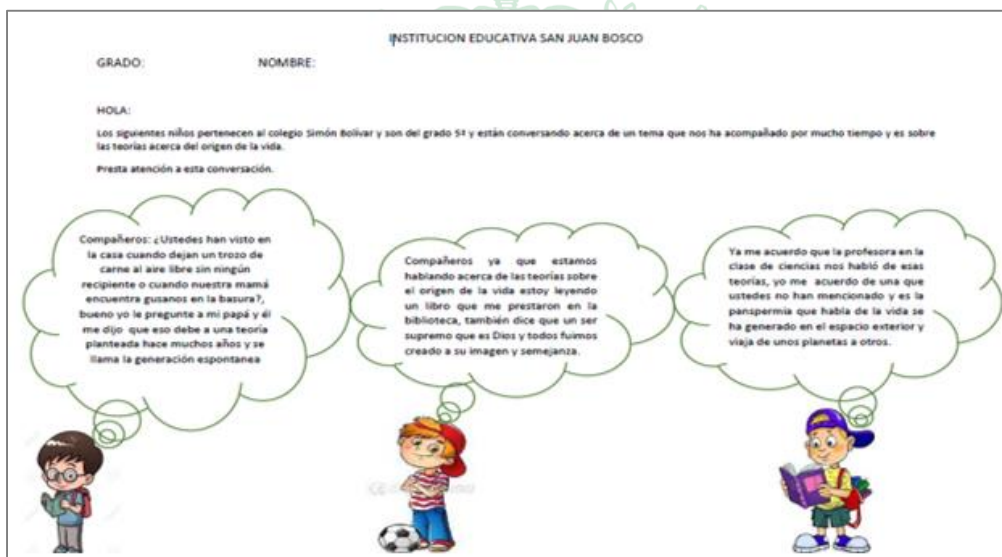 INSTITUCION EDUCATIVA SAN JUAN BOSCO
GRADO: NOMBRE:
HOLA:
Los siguientes niños pertenecen al colegio Simón Bolívar y son del grado 5ª y están conversando acerca de un tema que nos ha acompañado por mucho tiempo y es sobre
las teorías acerca del origen de la vida.
Presta atención a esta conversación.
Compañeros: ¿Ustedes han visto en
la casa cuando dejan un trozo de
carne al aire libre sin ningún
recipiente o cuando nuestra mamá
encuentra gusanos en la basura?,
bueno yo le pregunte a mi papá y él
me dijo que eso debe a una teoría
planteada hace muchos años y se
llama la generación espontanea
Compañeros ya que estamos
hablando acerca de las teorías sobre
el origen de la vida estoy leyendo
un libro que me prestaron en la
biblioteca, también dice que un ser
supremo que es Dios y todos fuimos
creado a su imagen y semejanza.
Ya me acuerdo que la profesora en la
clase de ciencias nos habló de esas
teorías, yo me acuerdo de una que
ustedes no han mencionado y es la
panspermia que habla de la vida se
ha generado en el espacio exterior y
viaja de unos planetas a otros.